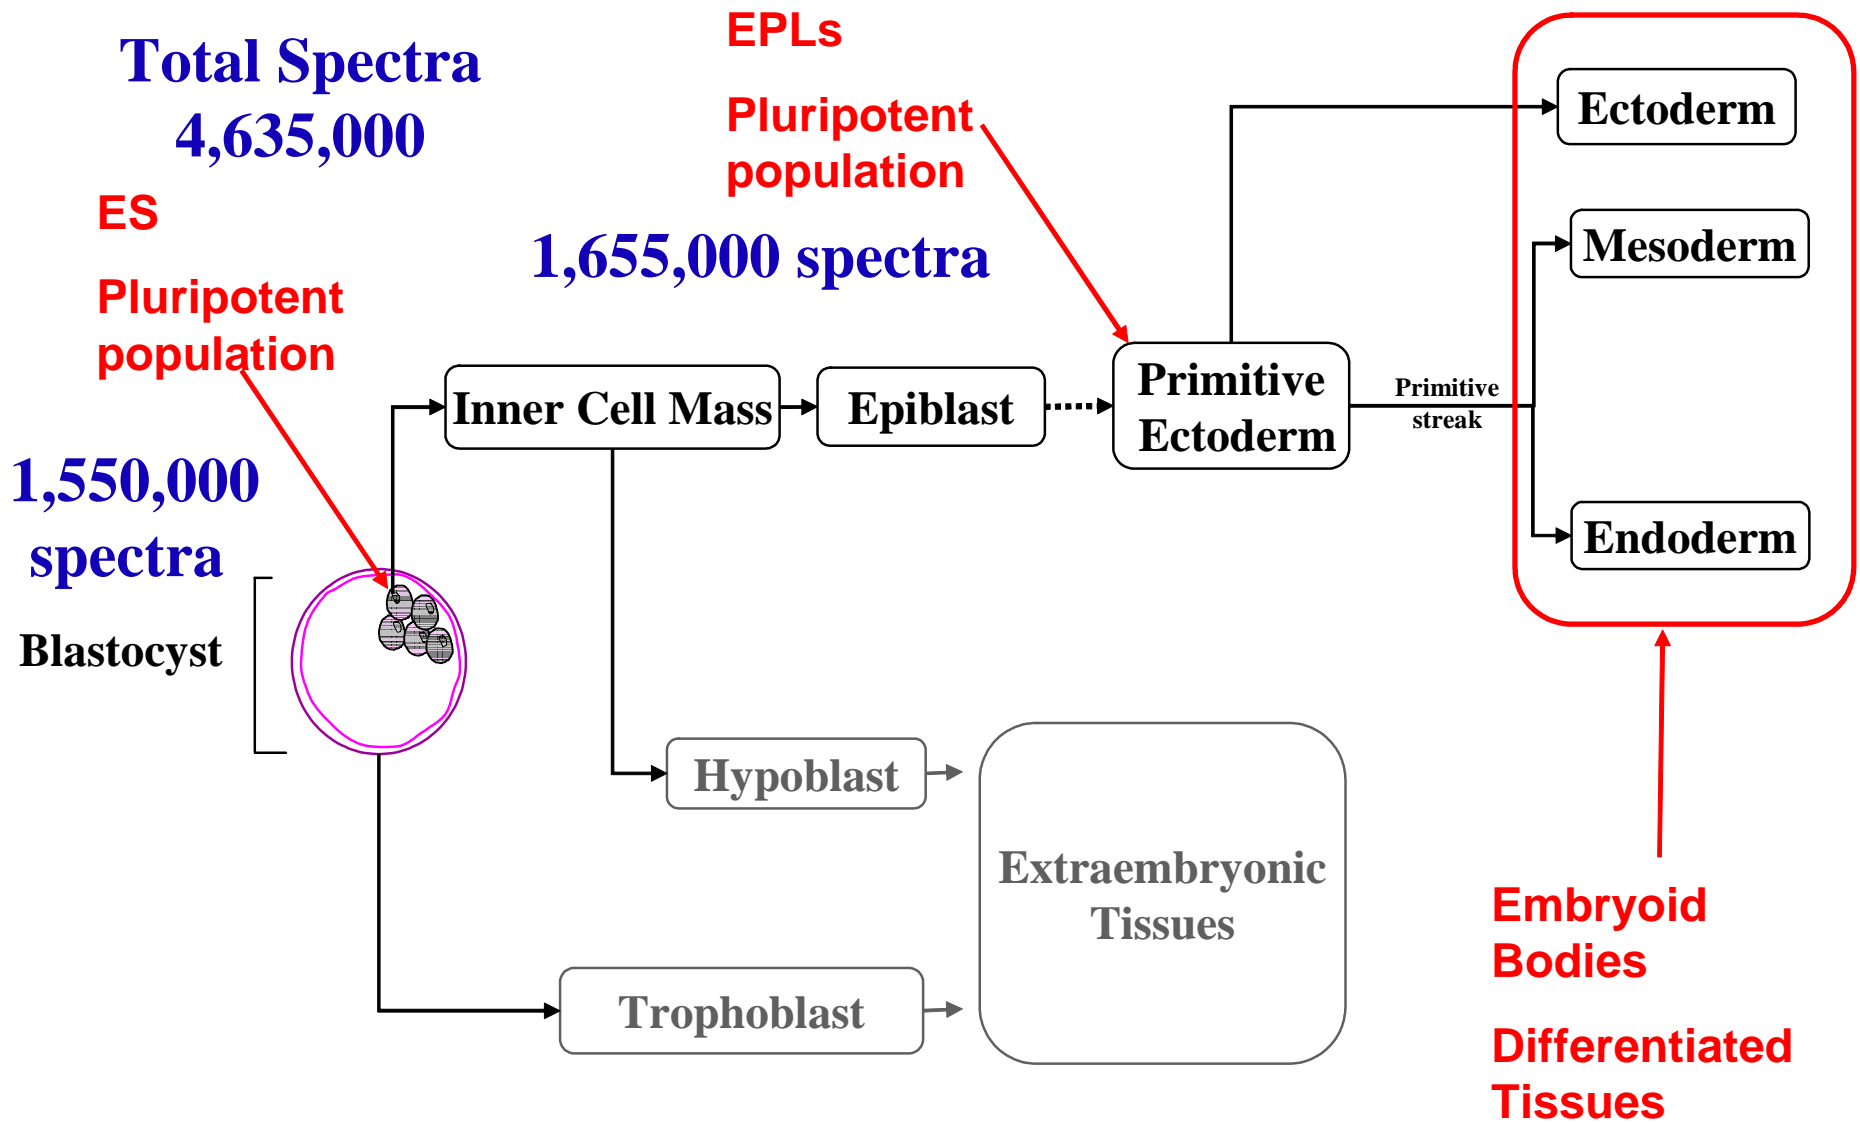 Total Spectra
4,635,000
ES
Pluripotent
population
1,550,000
spectra
Blastocyst
EPLs
Pluripotent
population
1,655,000 spectra
Inner Cell Mass
Epiblast
Primitive
Ectoderm
Primitive
streak
Ectoderm
Mesoderm
Endoderm
Hypoblast
Trophoblast
Extraembryonic
Tissues
Embryoid
Bodies
Differentiated
Tissues